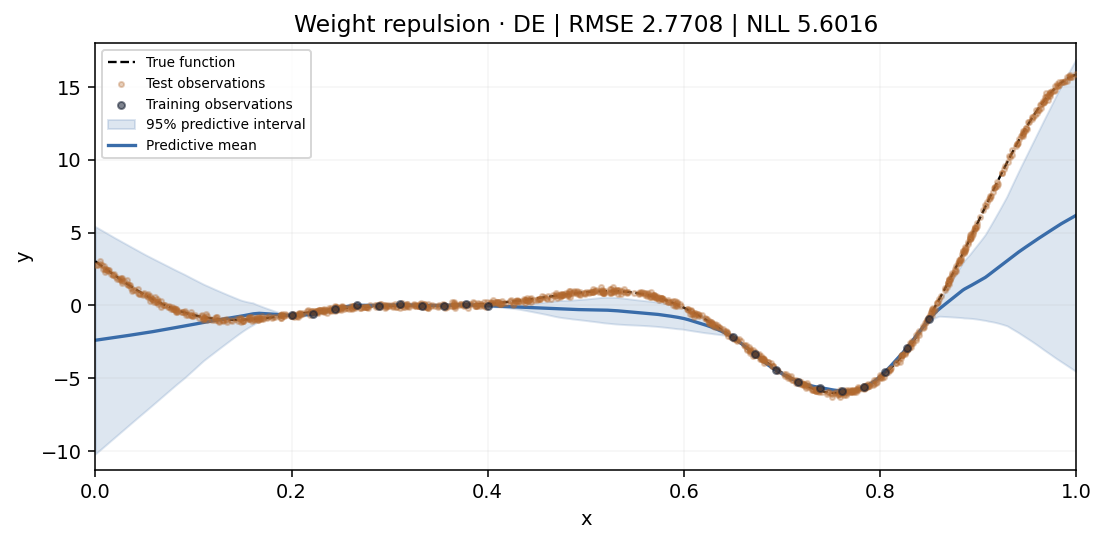 Weight repulsion · DE | RMSE 2.7708 | NLL 5.6016
True function
Test observations
Training observations
95% predictive interval
Predictive mean
15
10
5
0
−5
−10
y
0.0 0.2 0.4 0.6 0.8 1.0
x